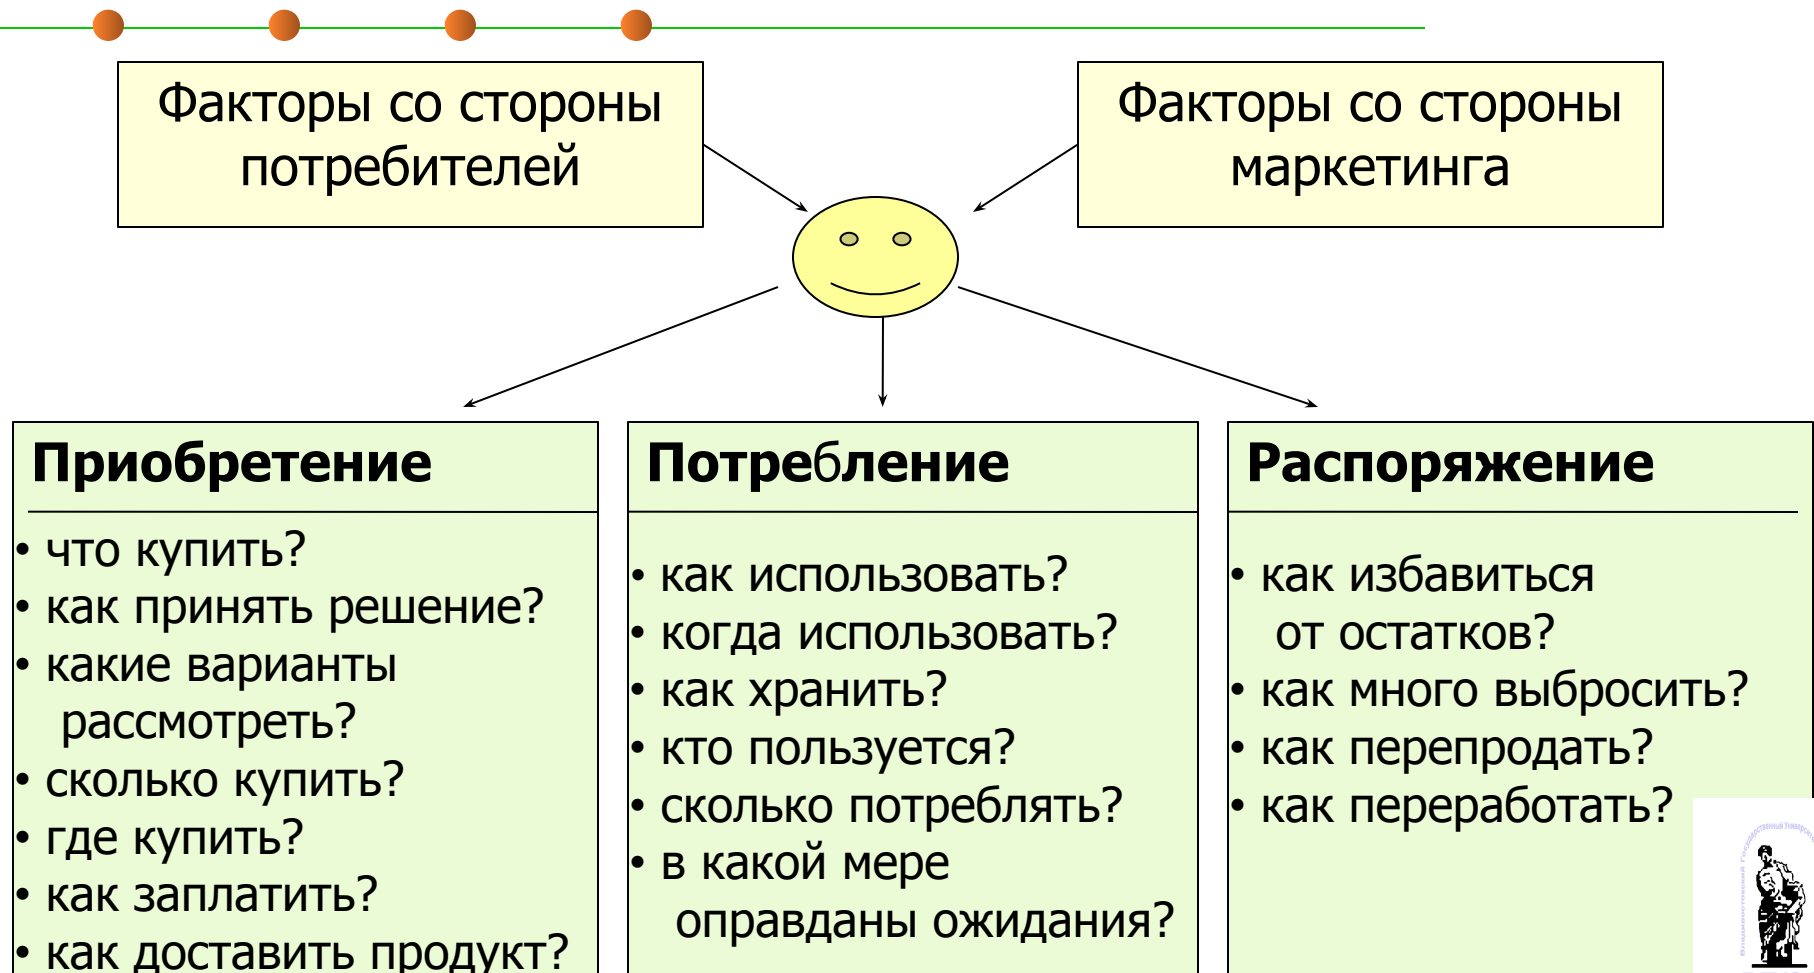 Факторы со стороны
потребителей
Факторы со стороны
маркетинга
Приобретение
• что купить?
• как принять решение?
• какие варианты
рассмотреть?
• сколько купить?
• где купить?
• как заплатить?
• как доставить продукт?
Потребление
• как использовать?
• когда использовать?
• как хранить?
• кто пользуется?
• сколько потреблять?
• в какой мере
оправданы ожидания?
Распоряжение
• как избавиться
от остатков?
• как много выбросить?
• как перепродать?
• как переработать?